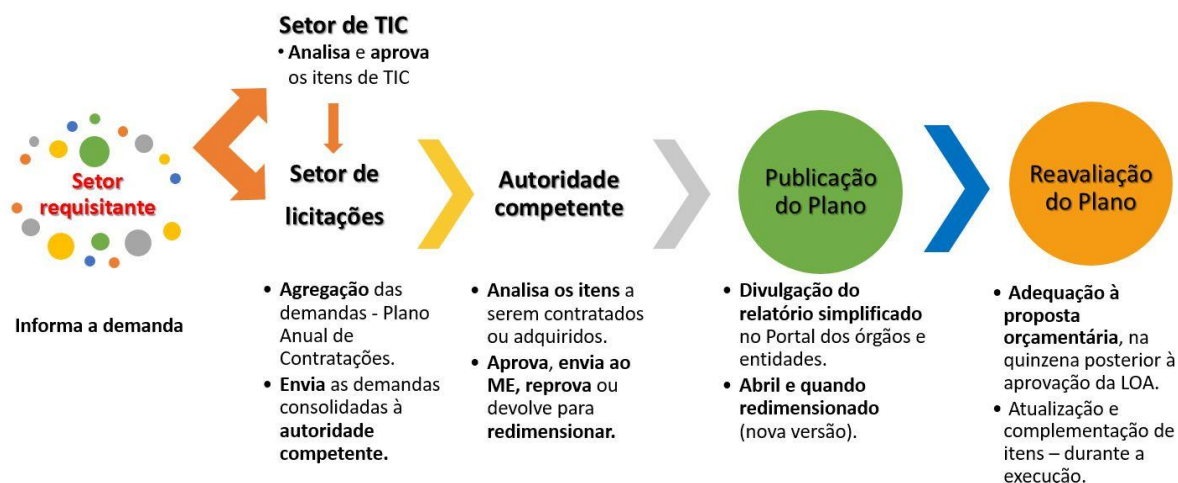 Setor de TIC
• Analisa e aprova
os itens de TIC
Setor
requisitante
Informa a demanda
Setor de
licitações
• Agregação das
demandas - Plano
Anual de
Contratações.
• Envia as demandas
consolidadas à
autoridade
competente.
Autoridade
competente
• Analisa os itens a
serem contratados
ou adquiridos.
• Aprova, envia ao
ME, reprova ou
devolve para
redimensionar.
Publicação
do Plano
• Divulgação do
relatório simplificado
no Portal dos órgãos e
entidades.
• Abril e quando
redimensionado
(nova versão).
Reavaliação
do Plano
• Adequação à
proposta
orçamentária, na
quinzena posterior à
aprovação da LOA.
• Atualização e
complementação de
itens – durante a
execução.